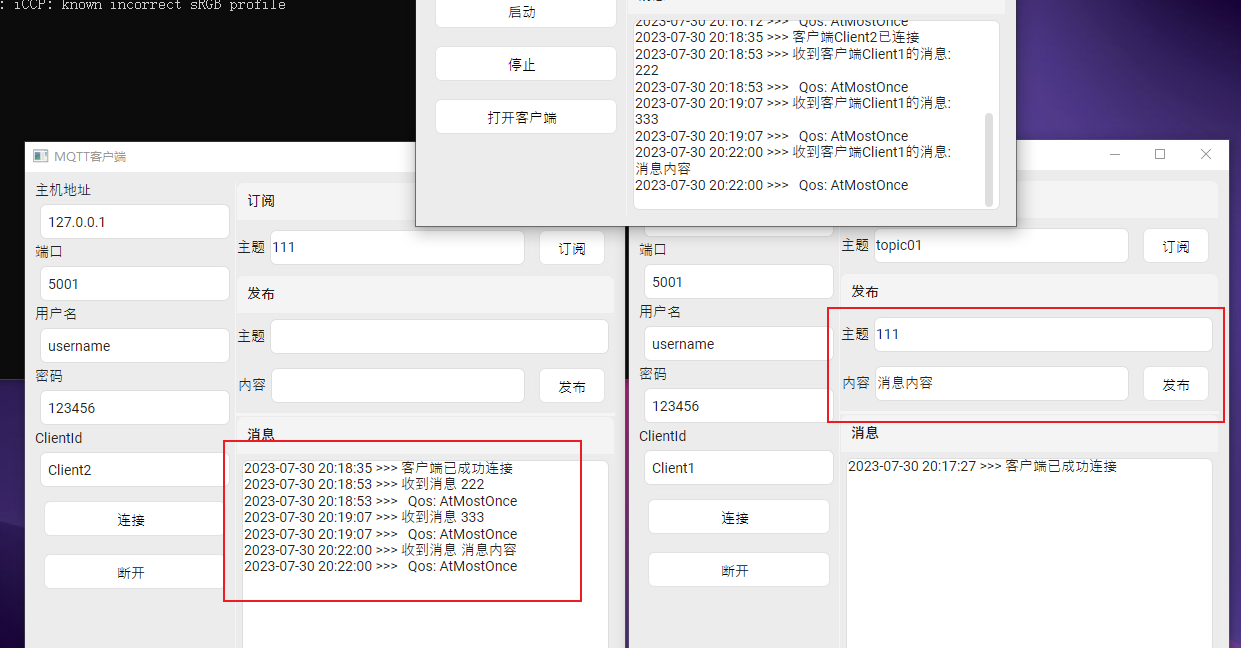 : iCCP: known incorrect sRGB profile
启动
停止
打开客户端
2023-07-30 20:18:12 >>>   Qos: AtMostOnce
2023-07-30 20:18:35 >>> 客户端Client2已连接
2023-07-30 20:18:53 >>> 收到客户端Client1的消息:
222
2023-07-30 20:18:53 >>>   Qos: AtMostOnce
2023-07-30 20:19:07 >>> 收到客户端Client1的消息:
333
2023-07-30 20:19:07 >>>   Qos: AtMostOnce
2023-07-30 20:22:00 >>> 收到客户端Client1的消息:
消息内容
2023-07-30 20:22:00 >>>   Qos: AtMostOnce
MQTT客户端
主机地址
127.0.0.1
端口
5001
用户名
username
密码
123456
ClientId
Client2
连接
断开
订阅
主题 111 订阅
发布
主题
内容 发布
消息
2023-07-30 20:18:35 >>> 客户端已成功连接
2023-07-30 20:18:53 >>> 收到消息 222
2023-07-30 20:18:53 >>>   Qos: AtMostOnce
2023-07-30 20:19:07 >>> 收到消息 333
2023-07-30 20:19:07 >>>   Qos: AtMostOnce
2023-07-30 20:22:00 >>> 收到消息 消息内容
2023-07-30 20:22:00 >>>   Qos: AtMostOnce
端口
5001
用户名
username
密码
123456
ClientId
Client1
连接
断开
主题 topic01 订阅
发布
主题 111
内容 消息内容 发布
消息
2023-07-30 20:17:27 >>> 客户端已成功连接